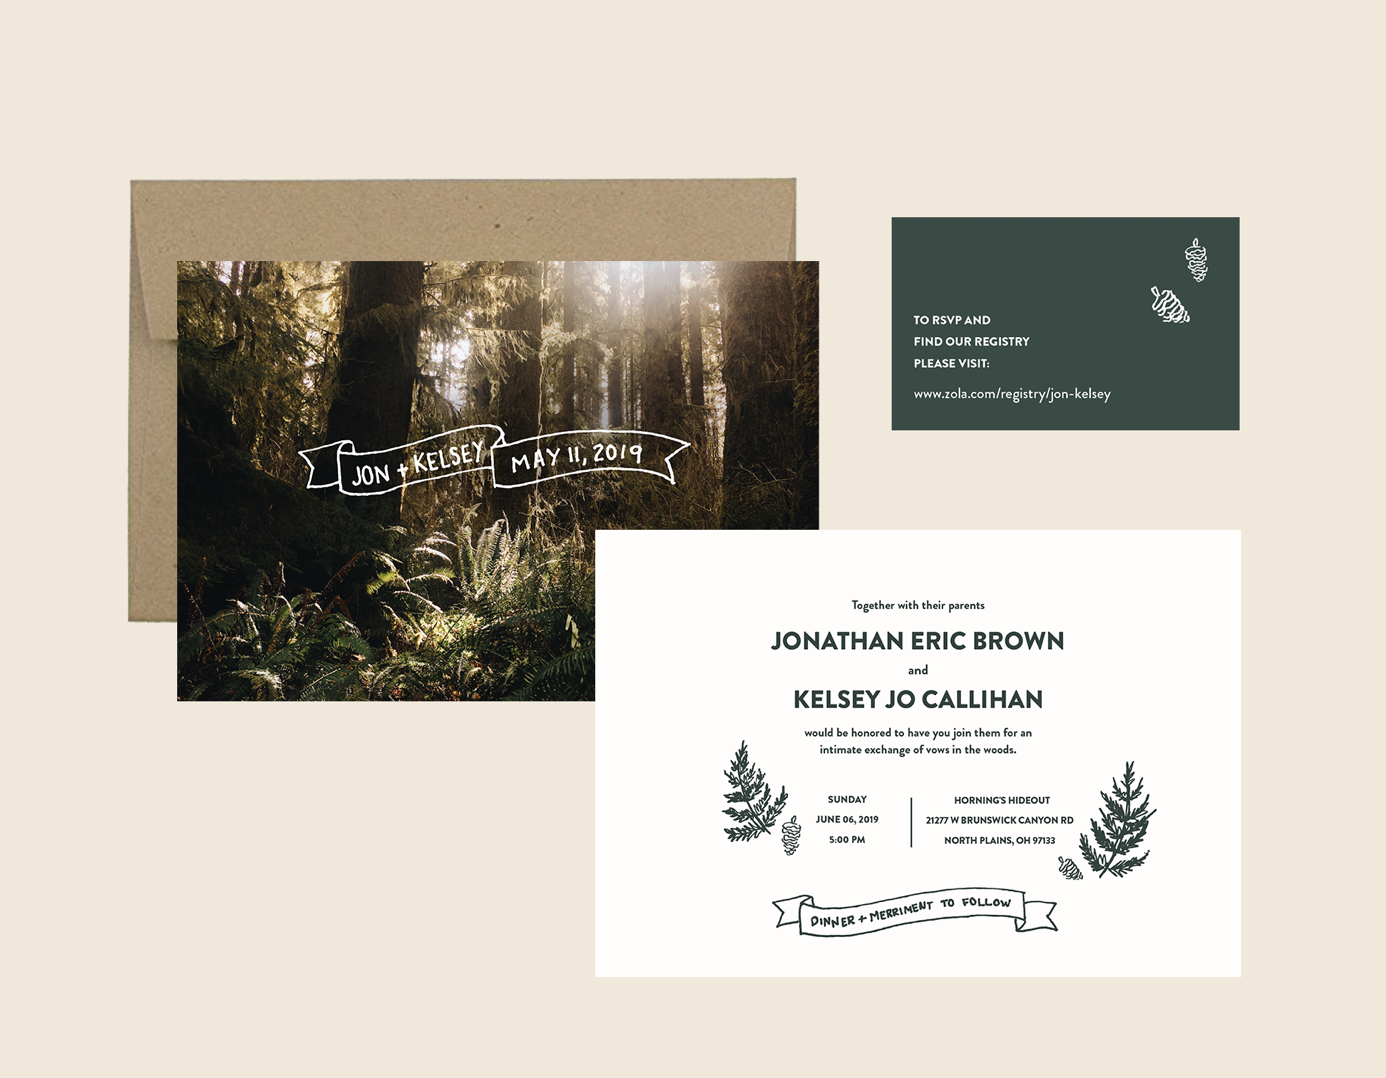 JON + KELSEY MAY 11, 2019
TO RSVP AND
FIND OUR REGISTRY
PLEASE VISIT:
www.zola.com/registry/jon-kelsey
Together with their parents
JONATHAN ERIC BROWN
and
KELSEY JO CALLIHAN
would be honored to have you join them for an
intimate exchange of vows in the woods.
SUNDAY
JUNE 06, 2019
5:00 PM
HORNING'S HIDEOUT
21277 W BRUNSWICK CANYON RD
NORTH PLAINS, OH 97133
DINNER + MERRIMENT TO FOLLOW